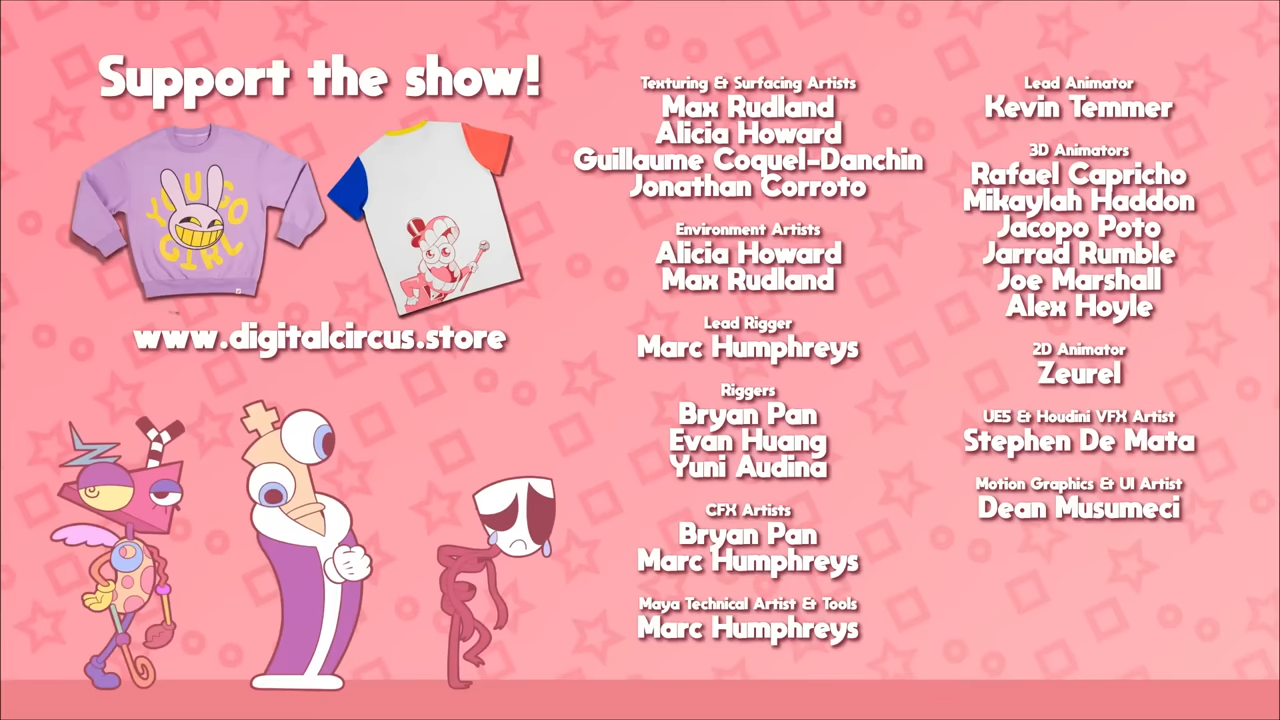 Support the show!
YOU GO
GIRL
www.digitalcircus.store
Texturing & Surfacing Artists
Max Rudland
Alicia Howard
Guillaume Coquel-Danchin
Jonathan Corroto
Environment Artists
Alicia Howard
Max Rudland
Lead Rigger
Marc Humphreys
Riggers
Bryan Pan
Evan Huang
Yuni Audina
CFX Artists
Bryan Pan
Marc Humphreys
Maya Technical Artist & Tools
Marc Humphreys
Lead Animator
Kevin Temmer
3D Animators
Rafael Capricho
Mikaylah Haddon
Jacopo Poto
Jarrad Rumble
Joe Marshall
Alex Hoyle
2D Animator
Zeurel
UE5 & Houdini VFX Artist
Stephen De Mata
Motion Graphics & UI Artist
Dean Musumeci